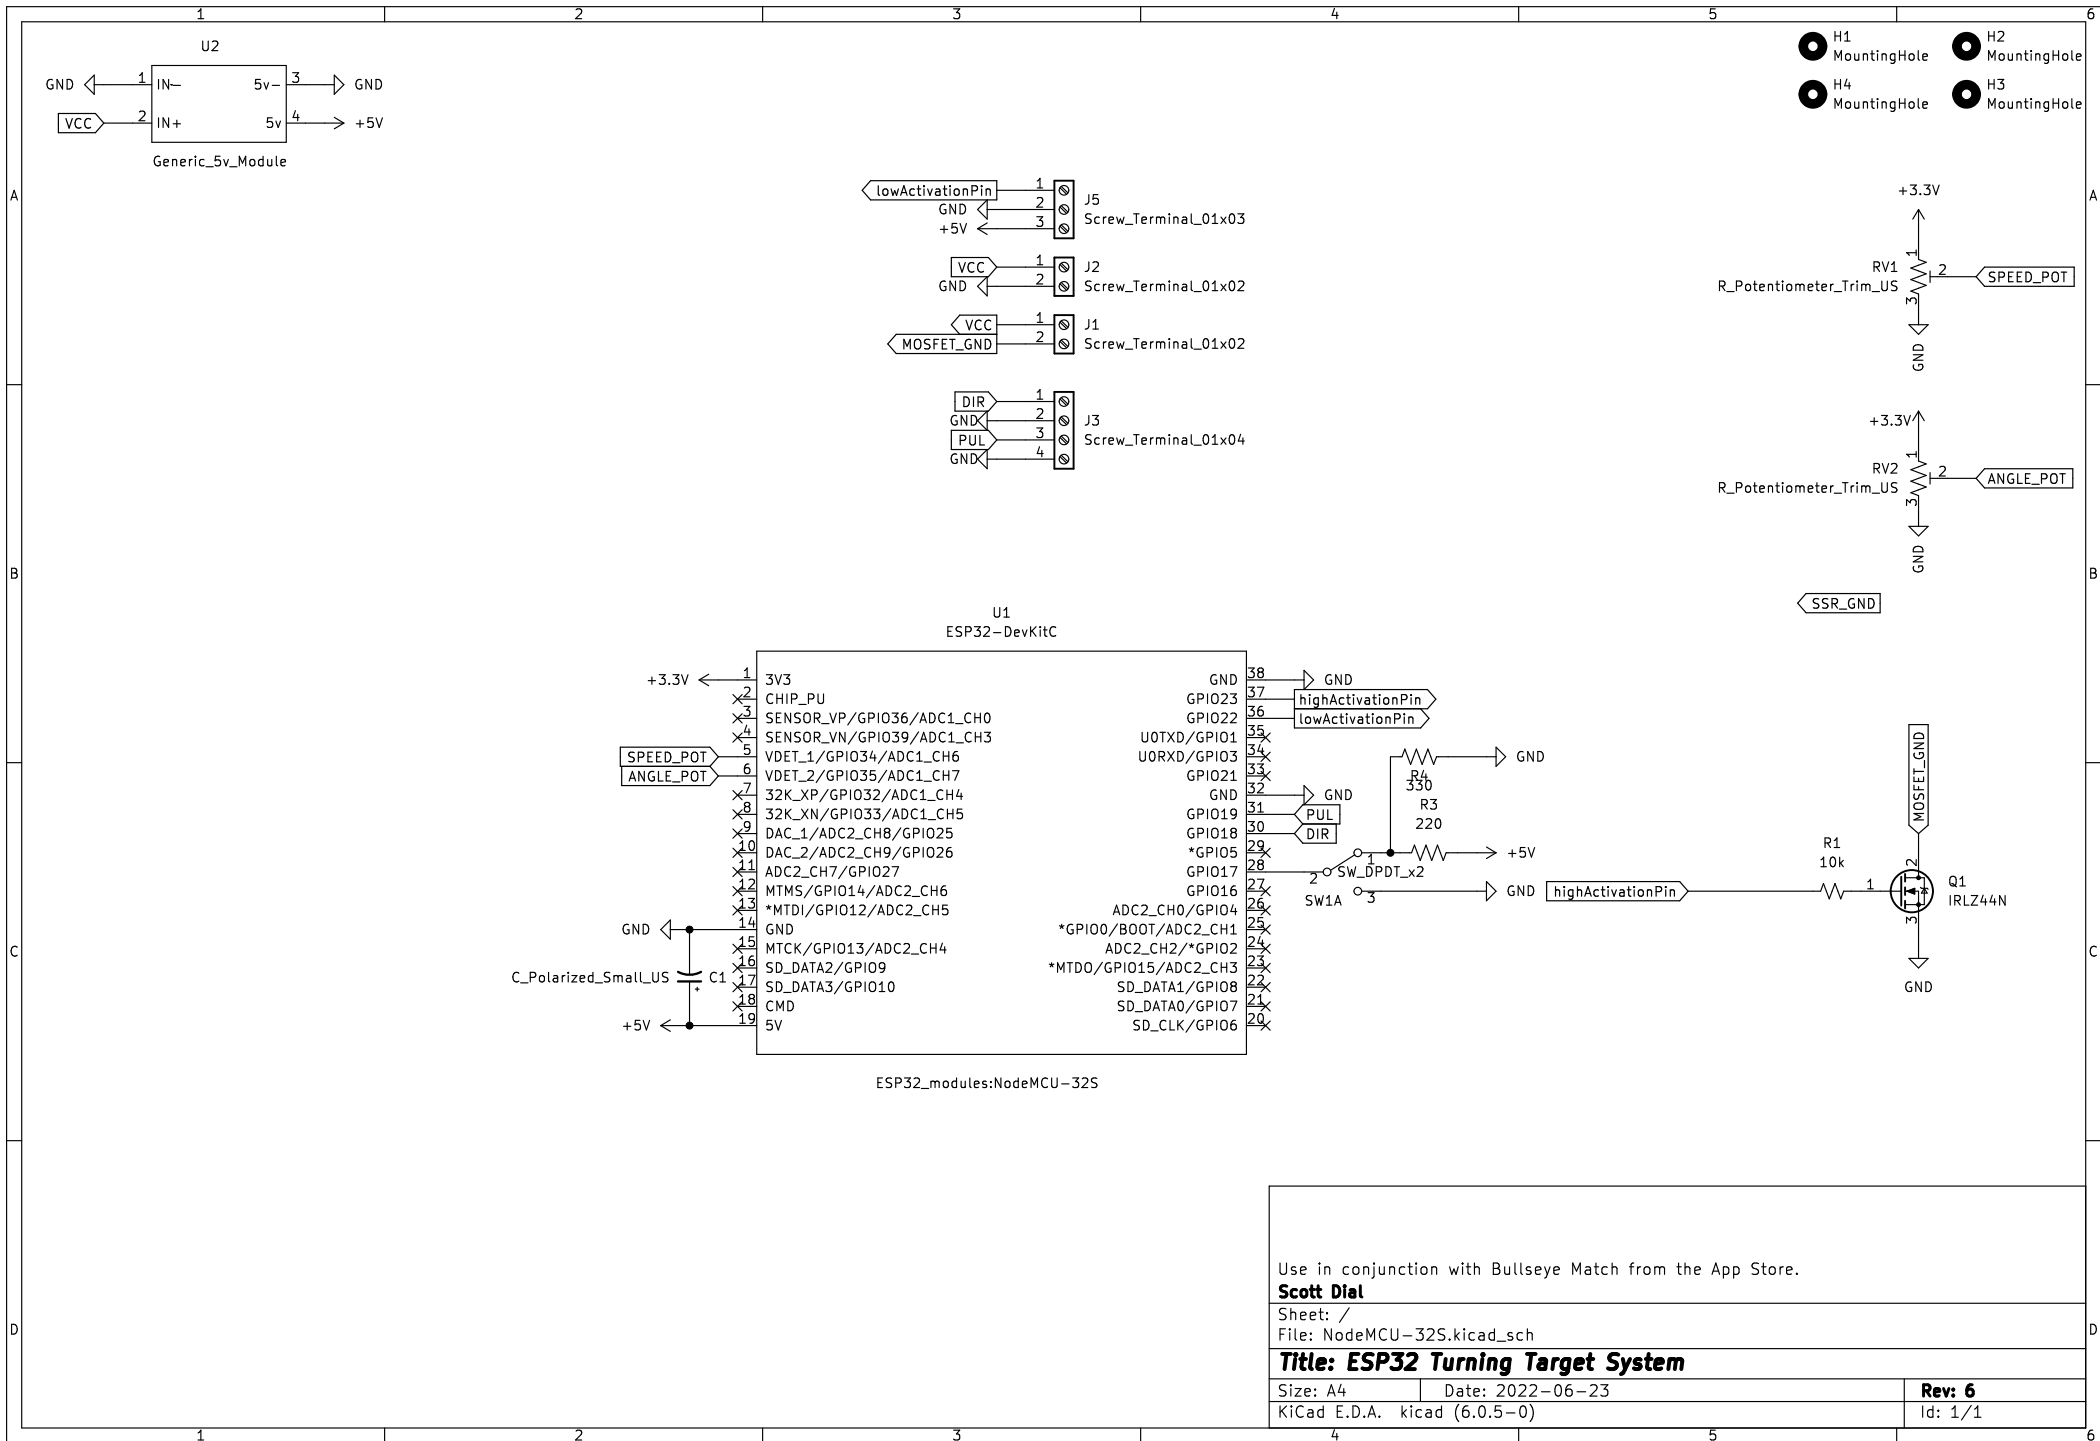 1 2 3 4 5 6
A
B
C
D
A
B
C
D
U2
GND 1 IN- 5v- 3 GND
VCC 2 IN+ 5v 4 +5V
Generic_5v_Module
H1
MountingHole
H2
MountingHole
H4
MountingHole
H3
MountingHole
lowActivationPin 1
GND 2
+5V 3
J5
Screw_Terminal_01x03
VCC 1
GND 2
J2
Screw_Terminal_01x02
VCC 1
MOSFET_GND 2
J1
Screw_Terminal_01x02
DIR 1
GND 2
PUL 3
GND 4
J3
Screw_Terminal_01x04
+3.3V
1
RV1
R_Potentiometer_Trim_US
2 SPEED_POT
3
GND
+3.3V
1
RV2
R_Potentiometer_Trim_US
2 ANGLE_POT
3
GND
SSR_GND
U1
ESP32-DevKitC
+3.3V 1 3V3
2 CHIP_PU
3 SENSOR_VP/GPIO36/ADC1_CH0
4 SENSOR_VN/GPIO39/ADC1_CH3
SPEED_POT 5 VDET_1/GPIO34/ADC1_CH6
ANGLE_POT 6 VDET_2/GPIO35/ADC1_CH7
7 32K_XP/GPIO32/ADC1_CH4
8 32K_XN/GPIO33/ADC1_CH5
9 DAC_1/ADC2_CH8/GPIO25
10 DAC_2/ADC2_CH9/GPIO26
11 ADC2_CH7/GPIO27
12 MTMS/GPIO14/ADC2_CH6
13 *MTDI/GPIO12/ADC2_CH5
GND 14 GND
15 MTCK/GPIO13/ADC2_CH4
16 SD_DATA2/GPIO9
17 SD_DATA3/GPIO10
18 CMD
+5V 19 5V
C_Polarized_Small_US C1
+
GND 38 GND
GPIO23 37 highActivationPin
GPIO22 36 lowActivationPin
U0TXD/GPIO1 35
U0RXD/GPIO3 34
GPIO21 33
GND 32 GND
GPIO19 31 PUL
GPIO18 30 DIR
*GPIO5 29
GPIO17 28
GPIO16 27
ADC2_CH0/GPIO4 26
*GPIO0/BOOT/ADC2_CH1 25
ADC2_CH2/*GPIO2 24
*MTDO/GPIO15/ADC2_CH3 23
SD_DATA1/GPIO8 22
SD_DATA0/GPIO7 21
SD_CLK/GPIO6 20
ESP32_modules:NodeMCU-32S
GND
R4
330
R3
220
1 +5V
2 SW_DPDT_x2
SW1A 3 GND
highActivationPin
R1
10k
1
MOSFET_GND
2
Q1
IRLZ44N
3
GND
Use in conjunction with Bullseye Match from the App Store.
Scott Dial
Sheet: /
File: NodeMCU-32S.kicad_sch
Title: ESP32 Turning Target System
Size: A4 Date: 2022-06-23 Rev: 6
KiCad E.D.A. kicad (6.0.5-0) Id: 1/1
1 2 3 4 5 6